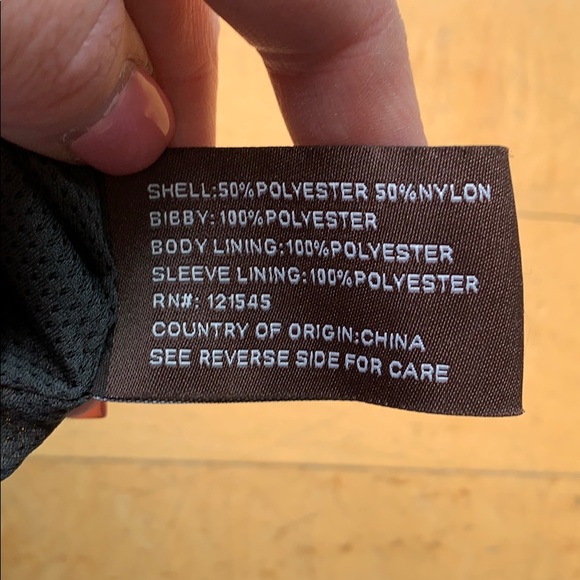 SHELL:50%POLYESTER 50%NYLON
BIBBY: 100%POLYESTER
BODY LINING:100%POLYESTER
SLEEVE LINING:100%POLYESTER
RN#: 121545
COUNTRY OF ORIGIN:CHINA
SEE REVERSE SIDE FOR CARE